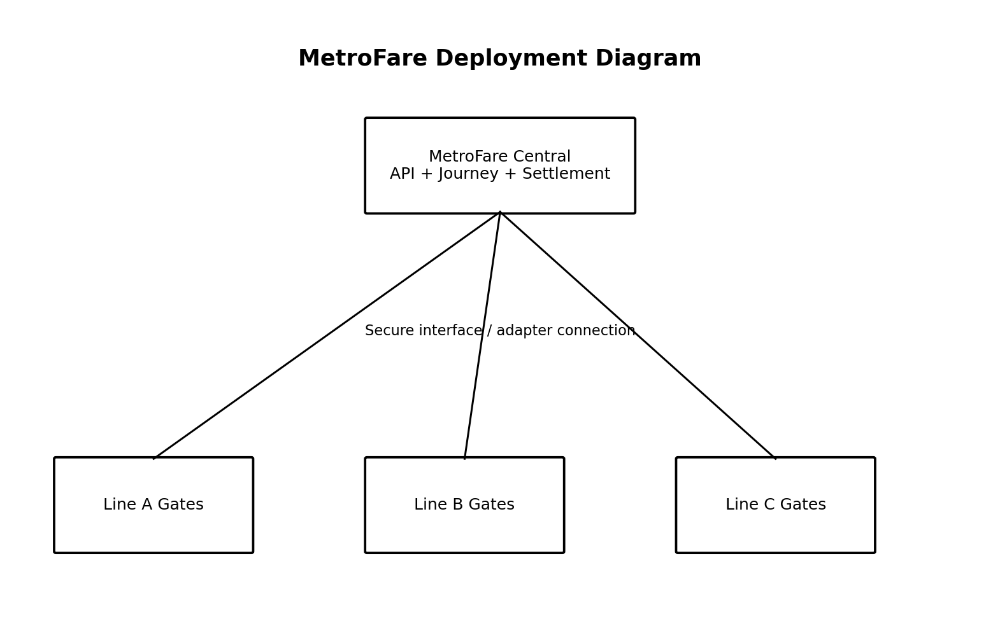 MetroFare Deployment Diagram
MetroFare Central
API + Journey + Settlement
Secure interface / adapter connection
Line A Gates
Line B Gates
Line C Gates